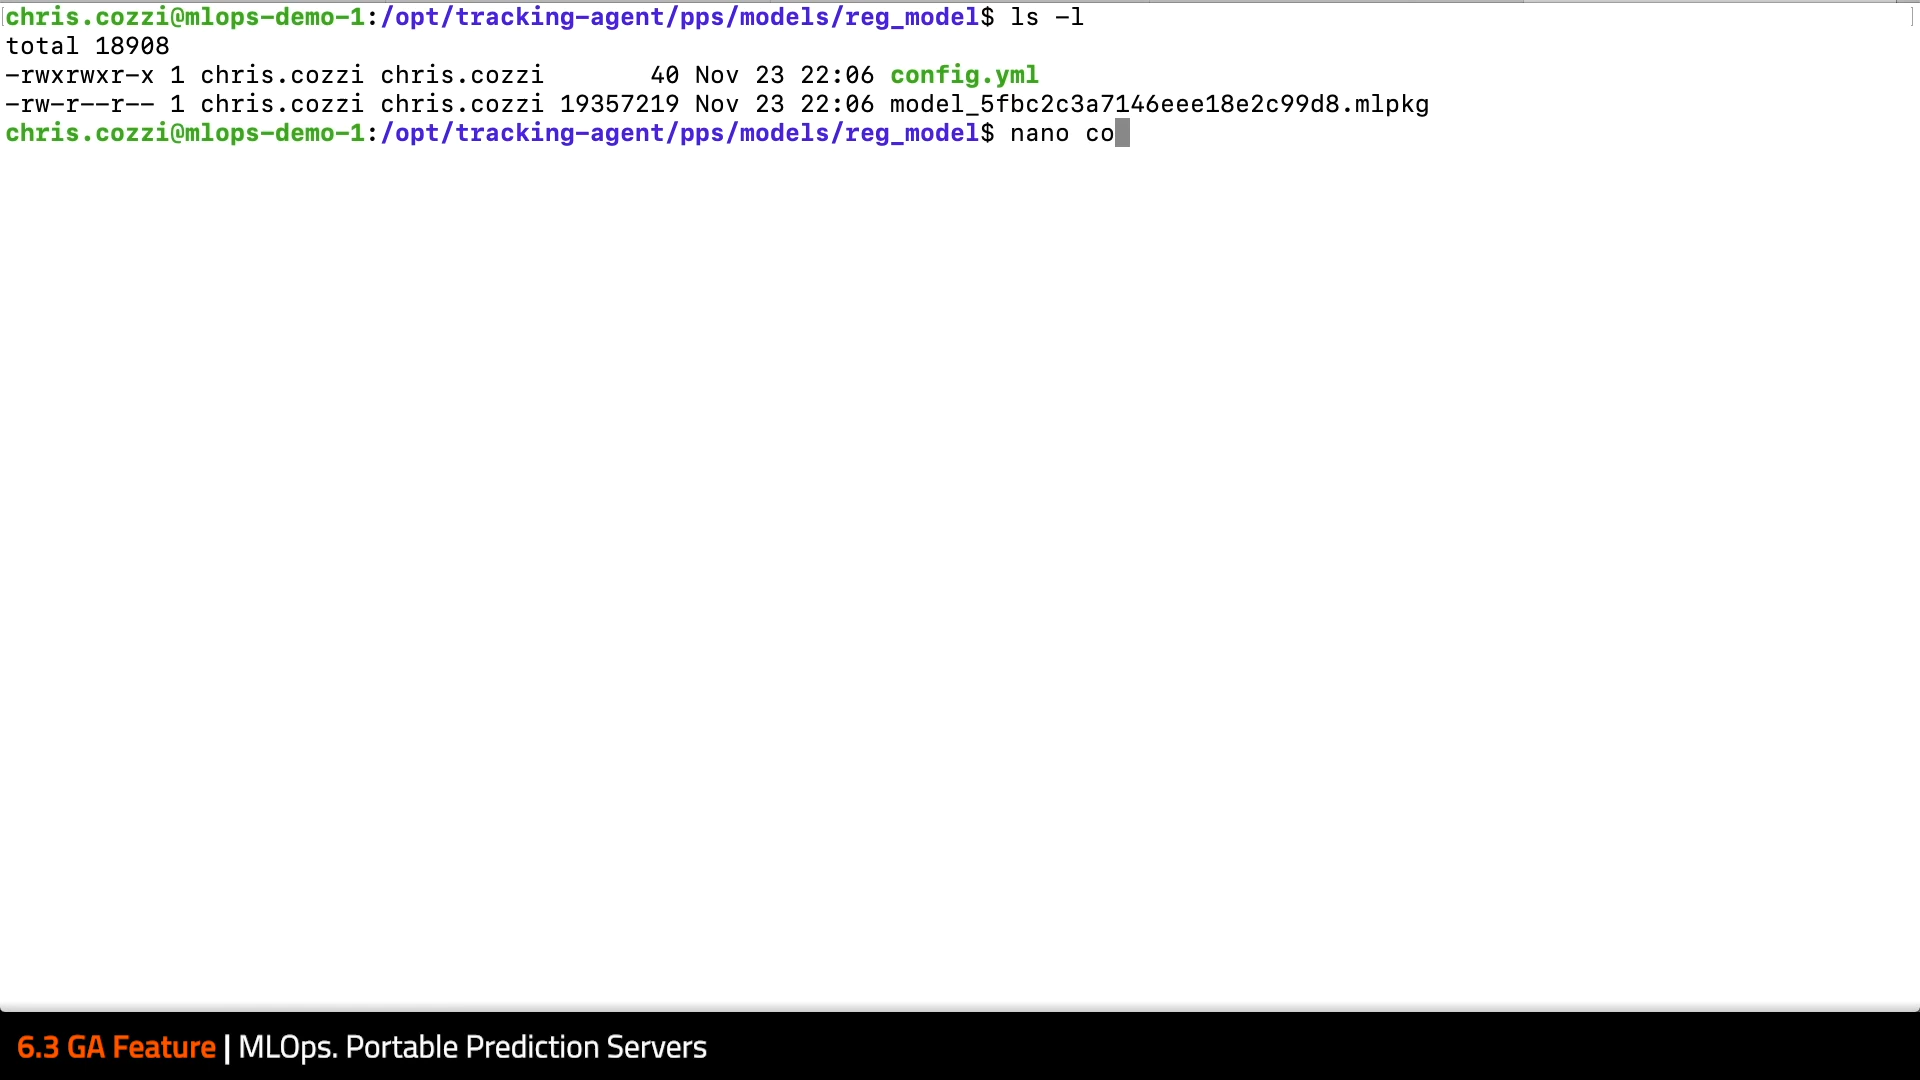 chris.cozzi@mlops-demo-1:/opt/tracking-agent/pps/models/reg_model$ ls -l
total 18908
-rwxrwxr-x 1 chris.cozzi chris.cozzi       40 Nov 23 22:06 config.yml
-rw-r--r-- 1 chris.cozzi chris.cozzi 19357219 Nov 23 22:06 model_5fbc2c3a7146eee18e2c99d8.mlpkg
chris.cozzi@mlops-demo-1:/opt/tracking-agent/pps/models/reg_model$ nano co
6.3 GA Feature | MLOps. Portable Prediction Servers